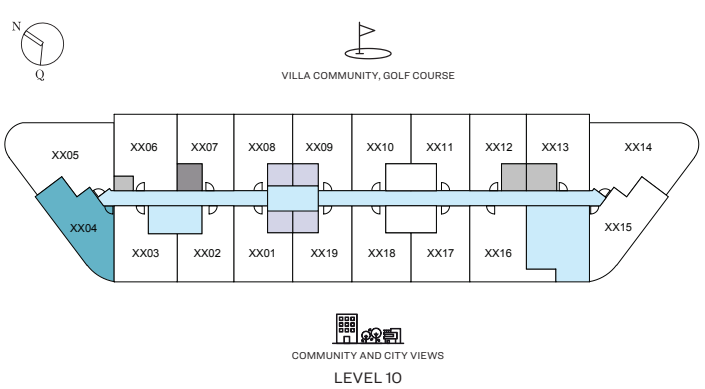 N
Q
VILLA COMMUNITY, GOLF COURSE
XX05
XX06
XX07
XX08
XX09
XX10
XX11
XX12
XX13
XX14
XX04
XX03
XX02
XX01
XX19
XX18
XX17
XX16
XX15
COMMUNITY AND CITY VIEWS
LEVEL 10